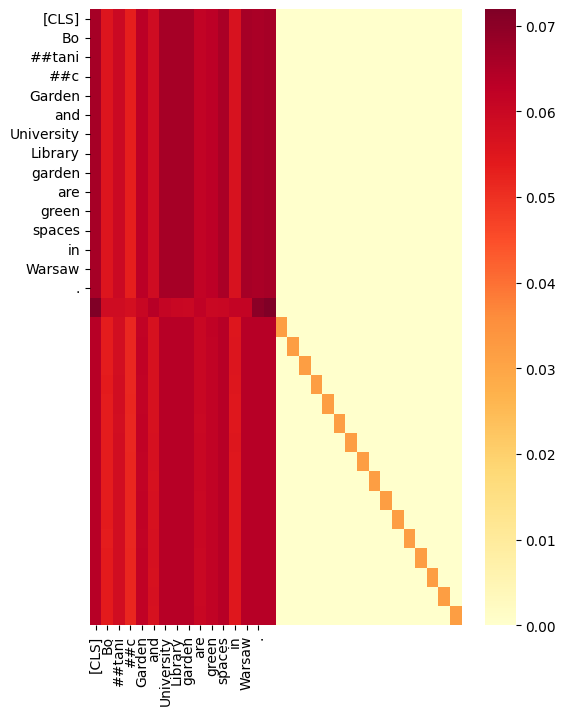 [CLS]
Bo
##tani
##c
Garden
and
University
Library
garden
are
green
spaces
in
Warsaw
.
[CLS]
Bo
##tani
##c
Garden
and
University
Library
garden
are
green
spaces
in
Warsaw
.
0.07
0.06
0.05
0.04
0.03
0.02
0.01
0.00